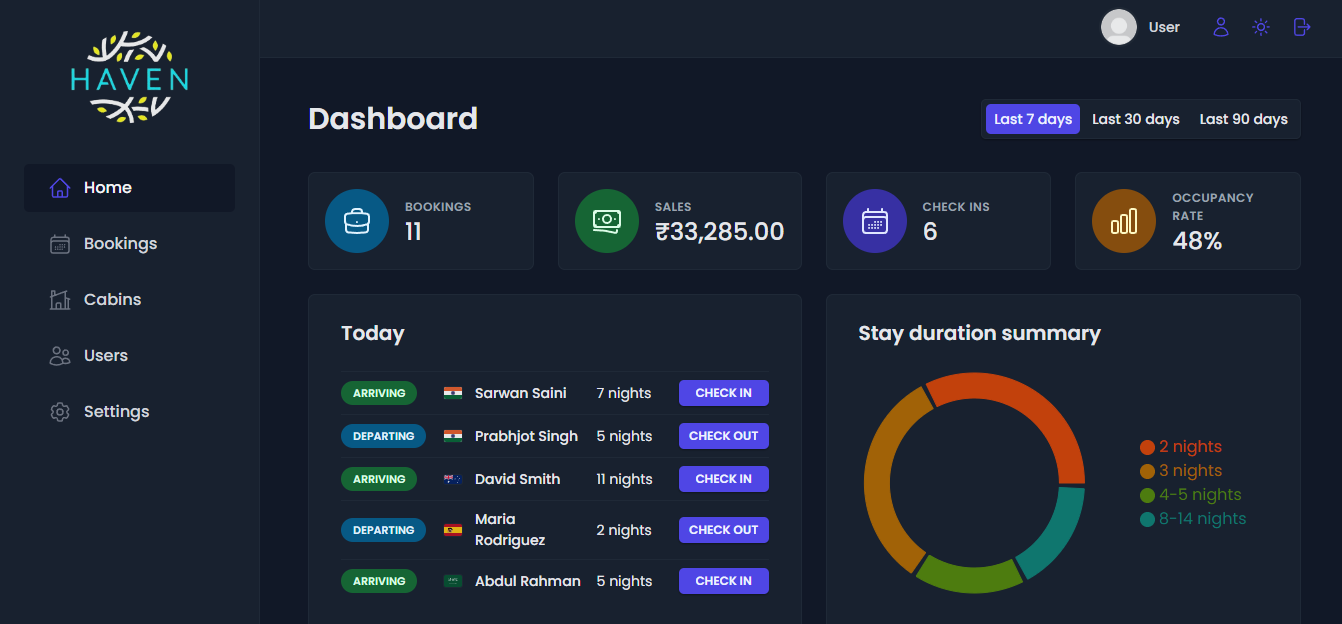 HAVEN
User
Home
Bookings
Cabins
Users
Settings
Dashboard
Last 7 days Last 30 days Last 90 days
BOOKINGS
11
SALES
₹33,285.00
CHECK INS
6
OCCUPANCY
RATE
48%
Today
ARRIVING Sarwan Saini 7 nights CHECK IN
DEPARTING Prabhjot Singh 5 nights CHECK OUT
ARRIVING David Smith 11 nights CHECK IN
DEPARTING Maria
Rodriguez 2 nights CHECK OUT
ARRIVING Abdul Rahman 5 nights CHECK IN
Stay duration summary
2 nights
3 nights
4-5 nights
8-14 nights